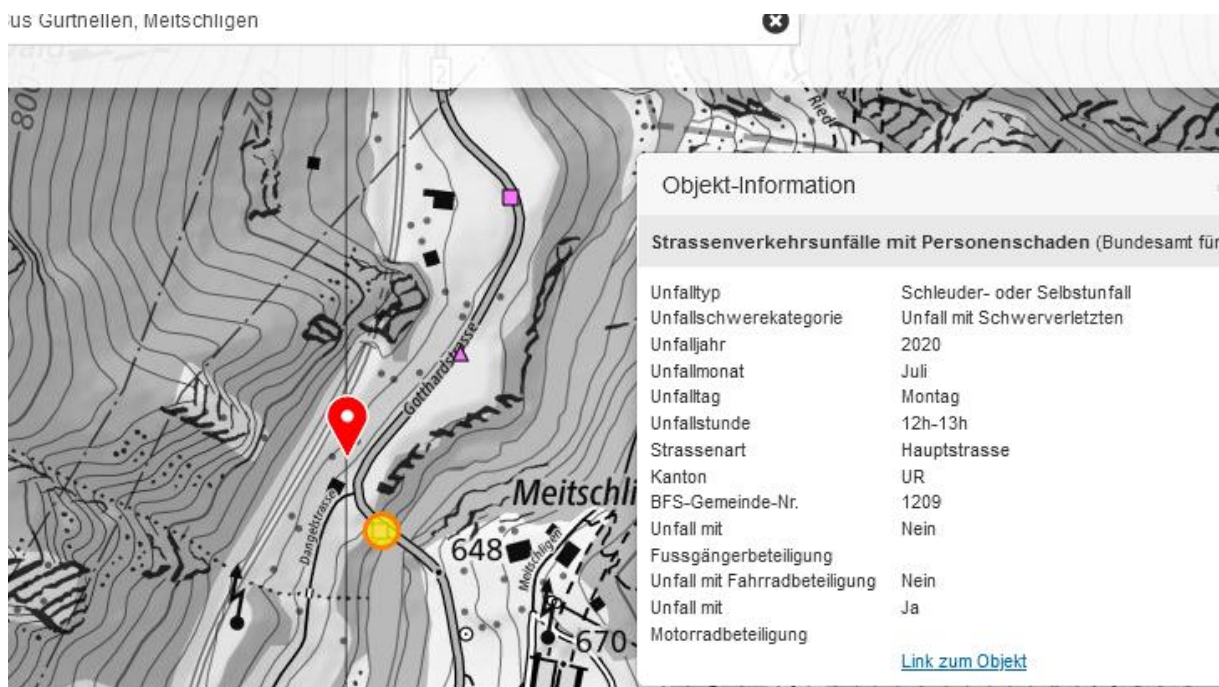 us Gurtnellen, Meitschligen
2
800
700
Riedl
Objekt-Information
Strassenverkehrsunfälle mit Personenschaden (Bundesamt für
Unfalltyp Schleuder- oder Selbstunfall
Unfallschwerekategorie Unfall mit Schwerverletzten
Unfalljahr 2020
Unfallmonat Juli
Unfalltag Montag
Unfallstunde 12h-13h
Strassenart Hauptstrasse
Kanton UR
BFS-Gemeinde-Nr. 1209
Unfall mit Nein
Fussgängerbeteiligung
Unfall mit Fahrradbeteiligung Nein
Unfall mit Ja
Motorradbeteiligung
Link zum Objekt
Gotthardstrasse
Meitschli
Dangelstrasse
648
Meitschligen
670